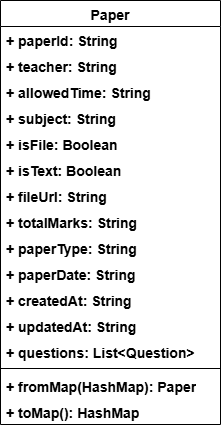 Paper
+ paperId: String
+ teacher: String
+ allowedTime: String
+ subject: String
+ isFile: Boolean
+ isText: Boolean
+ fileUrl: String
+ totalMarks: String
+ paperType: String
+ paperDate: String
+ createdAt: String
+ updatedAt: String
+ questions: List<Question>
+ fromMap(HashMap): Paper
+ toMap(): HashMap